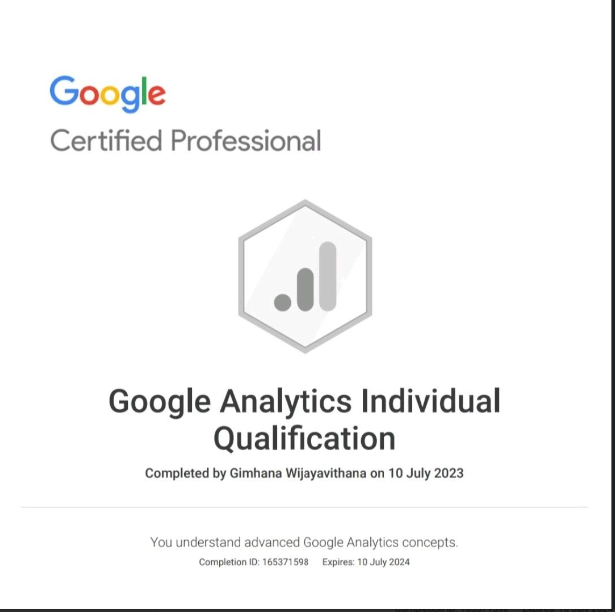 Google
Certified Professional
Google Analytics Individual
Qualification
Completed by Gimhana Wijayavithana on 10 July 2023
You understand advanced Google Analytics concepts.
Completion ID: 165371598 Expires: 10 July 2024